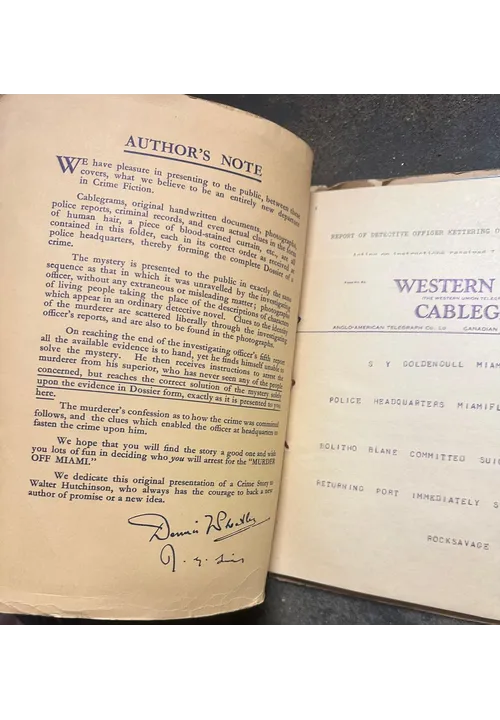 AUTHOR'S NOTE
WE have pleasure in presenting to the public, between these
covers, what we believe to be an entirely new departure
in Crime Fiction.
Cablegrams, original handwritten documents, photographs,
police reports, criminal records, and even actual clues in the form
of human hair, a piece of blood-stained curtain, etc., are all
contained in this folder, each in its correct order as received at
police headquarters, thereby forming the complete Dossier of a
crime.
The mystery is presented to the public in exactly the same
sequence as that in which it was unravelled by the investigating
officer, without any extraneous or misleading matter; photographs
of living people taking the place of the descriptions of characters
which appear in an ordinary detective novel. Clues to the identity
of the murderer are scattered liberally through the investigating
officer's reports, and are also to be found in the photographs.
On reaching the end of the investigating officer's fifth report
all the available evidence is to hand, yet he finds himself unable to
solve the mystery. He then receives instructions to arrest the
murderer from his superior, who has never seen any of the people
concerned, but reaches the correct solution of the mystery solely
upon the evidence in Dossier form, exactly as it is presented to you
here.
The murderer's confession as to how the crime was committed
follows, and the clues which enabled the officer at headquarters to
fasten the crime upon him.
We hope that you will find the story a good one and wish
you lots of fun in deciding who you will arrest for the "MURDER
OFF MIAMI."
We dedicate this original presentation of a Crime Story to
Walter Hutchinson, who always has the courage to back a new
author of promise or a new idea.
Dennis Wheatley
REPORT OF DETECTIVE OFFICER KETTERING
WESTERN
THE WESTERN UNION
CABLEG
ANGLO-AMERICAN TELEGRAPH CO. LD CANADIAN
S Y GOLDENGULL MIAM
POLICE HEADQUARTERS MIAMIFL
BOLITHO BLANE COMMITTED SUI
RETURNING PORT IMMEDIATELY S
ROCKSAVAGE